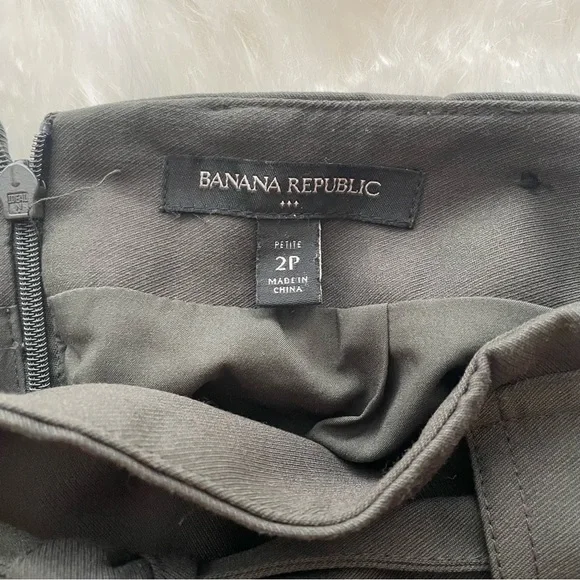 BANANA REPUBLIC
PETITE
2P
MADE IN
CHINA